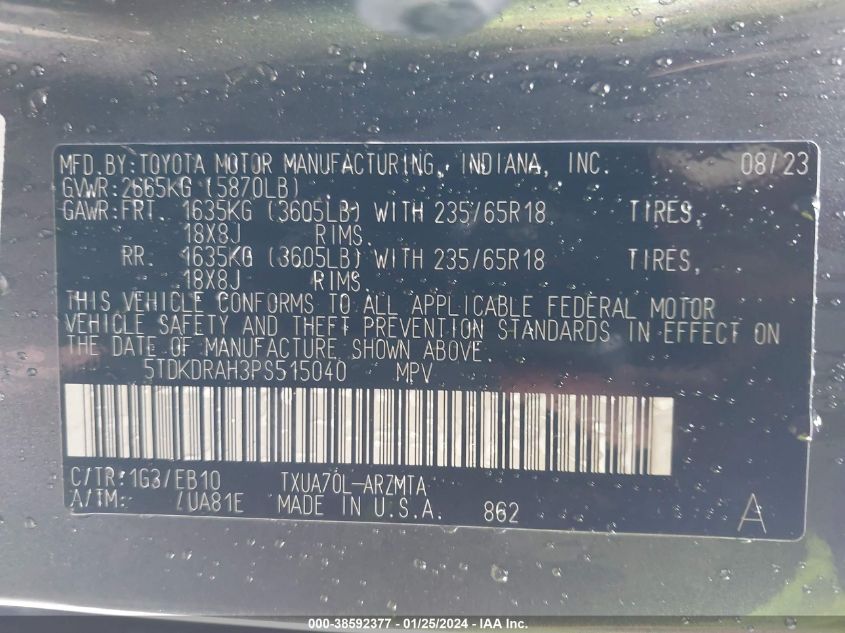 MFD.BY:TOYOTA MOTOR MANUFACTURING, INDIANA, INC. 08/23
GVWR:2665KG (5870LB)
GAWR:FRT. 1635KG (3605LB) WITH 235/65R18 TIRES,
18X8J RIMS.
RR. 1635KG (3605LB) WITH 235/65R18 TIRES,
18X8J RIMS.
THIS VEHICLE CONFORMS TO ALL APPLICABLE FEDERAL MOTOR
VEHICLE SAFETY AND THEFT PREVENTION STANDARDS IN EFFECT ON
THE DATE OF MANUFACTURE SHOWN ABOVE.
5TDKDRAH3PS515040 MPV
C/TR:1G3/EB10 TXUA70L-ARZMTA
A/TM: /UA81E MADE IN U.S.A. 862 A
000-38592377 - 01/25/2024 - IAA Inc.